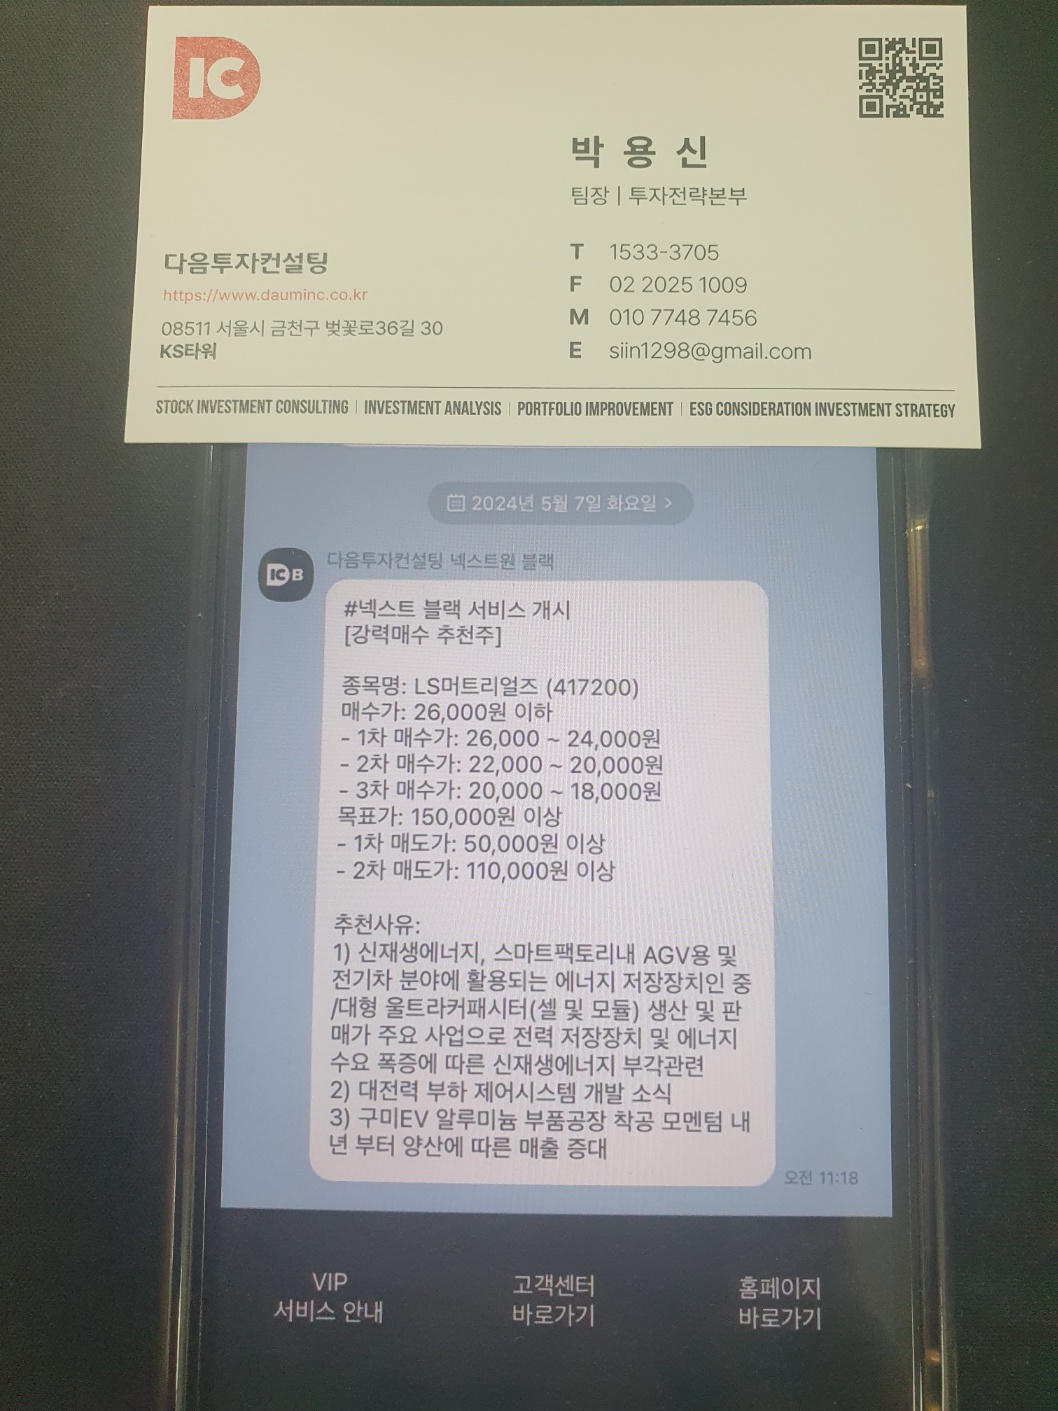 IC
박용신
팀장 | 투자전략본부
다음투자컨설팅
https://www.dauminc.co.kr
08511 서울시 금천구 벚꽃로36길 30
KS타워
T 1533-3705
F 02 2025 1009
M 010 7748 7456
E siin1298@gmail.com
STOCK INVESTMENT CONSULTING | INVESTMENT ANALYSIS | PORTFOLIO IMPROVEMENT | ESG CONSIDERATION INVESTMENT STRATEGY
2024년 5월 7일 화요일 >
IC B
다음투자컨설팅 넥스트원 블랙
#넥스트 블랙 서비스 개시
[강력매수 추천주]
종목명: LS머트리얼즈 (417200)
매수가: 26,000원 이하
- 1차 매수가: 26,000 ~ 24,000원
- 2차 매수가: 22,000 ~ 20,000원
- 3차 매수가: 20,000 ~ 18,000원
목표가: 150,000원 이상
- 1차 매도가: 50,000원 이상
- 2차 매도가: 110,000원 이상
추천사유:
1) 신재생에너지, 스마트팩토리내 AGV용 및
전기차 분야에 활용되는 에너지 저장장치인 중
/대형 울트라커패시터(셀 및 모듈) 생산 및 판
매가 주요 사업으로 전력 저장장치 및 에너지
수요 폭증에 따른 신재생에너지 부각관련
2) 대전력 부하 제어시스템 개발 소식
3) 구미EV 알루미늄 부품공장 착공 모멘텀 내
년 부터 양산에 따른 매출 증대
오전 11:18
VIP
서비스 안내
고객센터
바로가기
홈페이지
바로가기